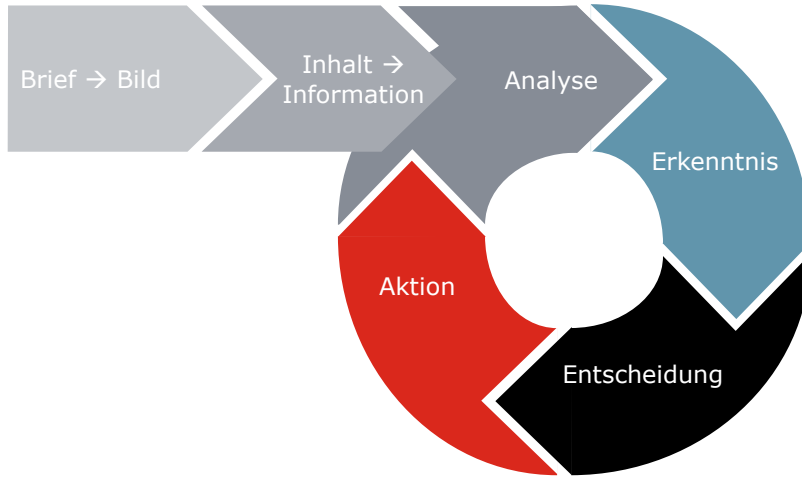 Brief → Bild
Inhalt →
Information
Analyse
Erkenntnis
Aktion
Entscheidung